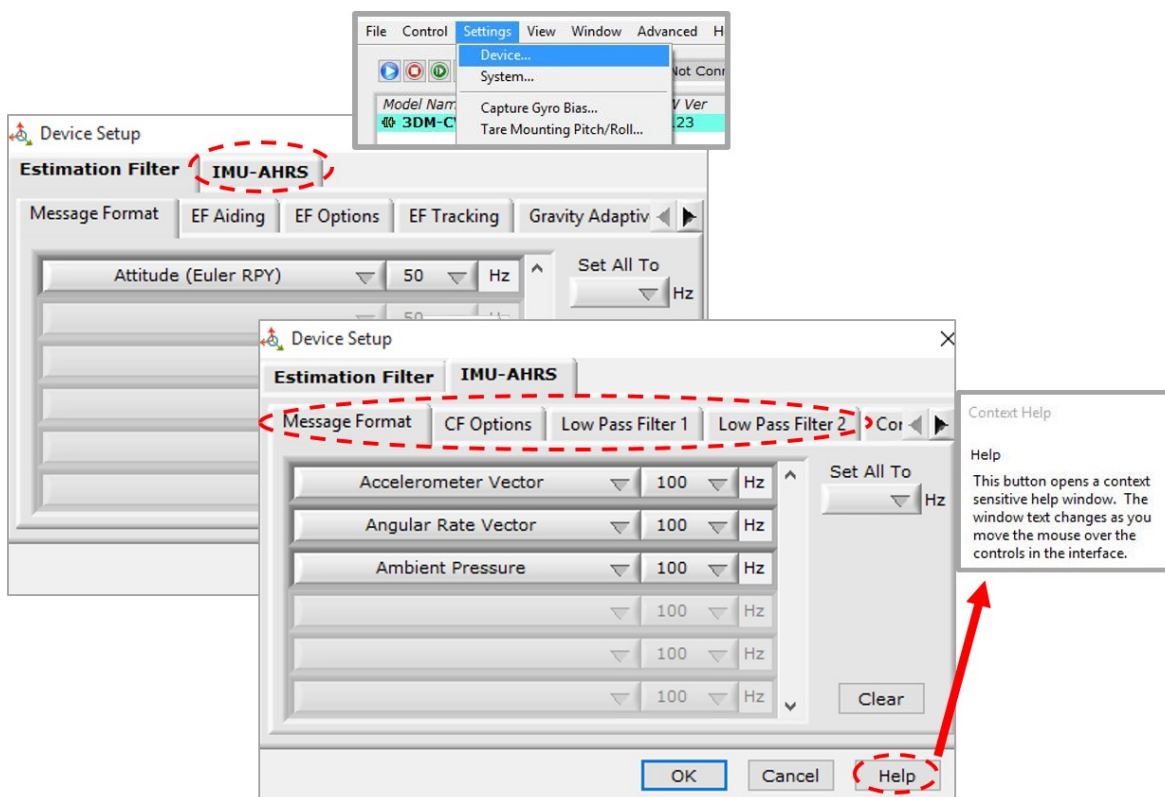 File Control Settings View Window Advanced H
Device...
System...
Not Conn
Capture Gyro Bias...
Tare Mounting Pitch/Roll...
Model Nam
W Ver
3DM-C
.123
Device Setup
Estimation Filter IMU-AHRS
Message Format EF Aiding EF Options EF Tracking Gravity Adaptiv
Attitude (Euler RPY) 50 Hz
Set All To
Hz
50
Device Setup
Estimation Filter IMU-AHRS
Message Format CF Options Low Pass Filter 1 Low Pass Filter 2 Cor
Accelerometer Vector 100 Hz
Angular Rate Vector 100 Hz
Ambient Pressure 100 Hz
100 Hz
100 Hz
100 Hz
Set All To
Hz
Clear
OK Cancel Help
Context Help
Help
This button opens a context
sensitive help window. The
window text changes as you
move the mouse over the
controls in the interface.